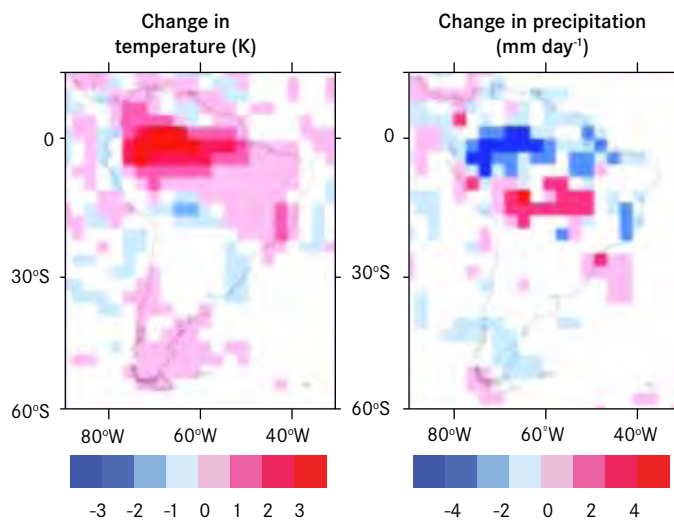 Change in
temperature (K)
Change in precipitation
(mm day-1)
0
30°S
60°S
80°W 60°W 40°W
-3 -2 -1 0 1 2 3
0
30°S
60°S
80°W 60°W 40°W
-4 -2 0 2 4